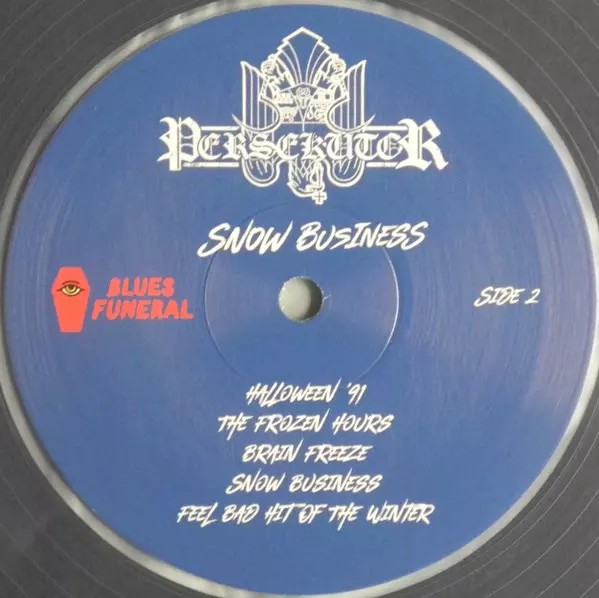 PERSEKUTOR
SNOW BUSINESS
BLUES
FUNERAL
SIDE 2
HALLOWEEN '91
THE FROZEN HOURS
BRAIN FREEZE
SNOW BUSINESS
FEEL BAD HIT OF THE WINTER